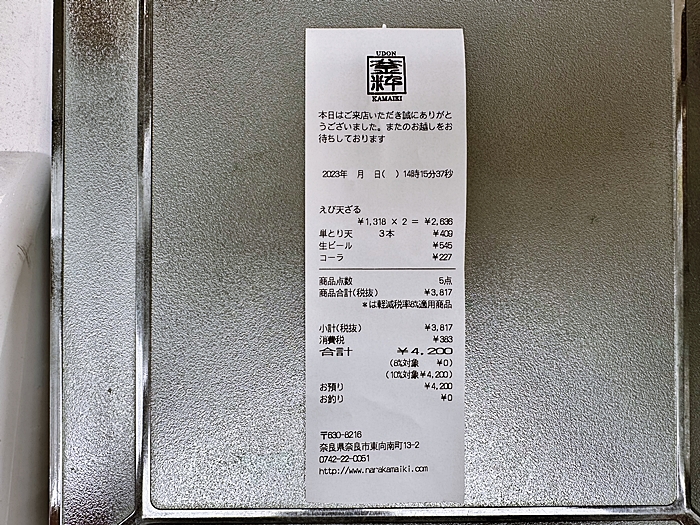 UDON
釜粋
KAMAIKI
本日はご来店いただき誠にありがと
うございました。またのお越しをお
待ちしております
2023年 月 日( ) 14時15分37秒
えび天ざる
¥1,318 × 2 = ¥2,636
単とり天 3本 ¥409
生ビール ¥545
コーラ ¥227
商品点数 5点
商品合計(税抜) ¥3,817
*は軽減税率8%適用商品
小計(税抜) ¥3,817
消費税 ¥383
合計 ¥4,200
(8%対象 ¥0)
(10%対象¥4,200)
お預り ¥4,200
お釣り ¥0
〒630-8216
奈良県奈良市東向南町13-2
0742-22-0051
http://www.narakamaiki.com